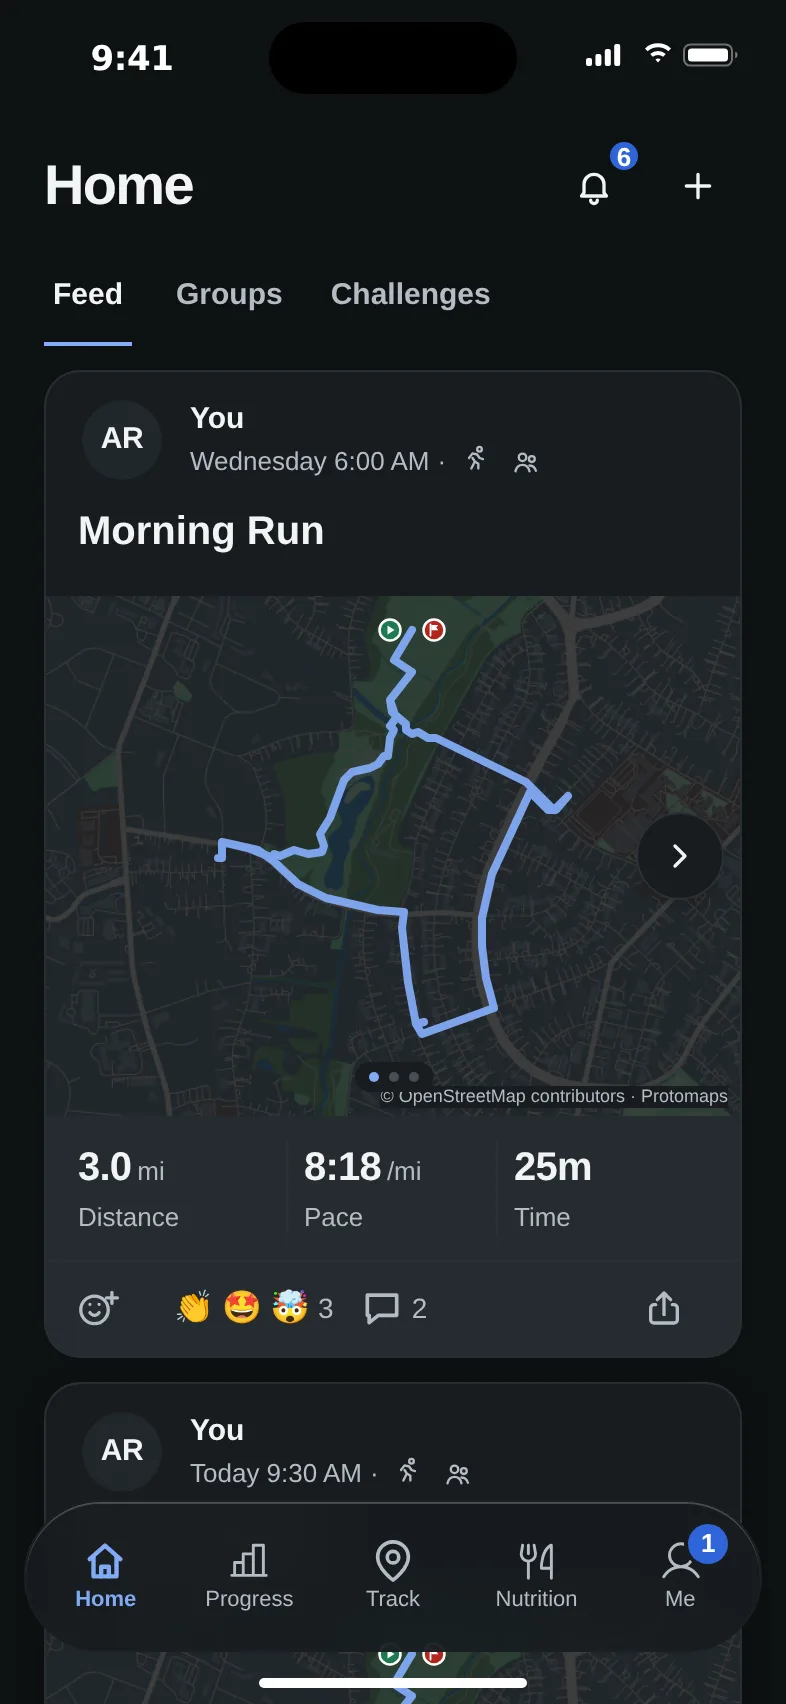 9:41
Home
6
Feed Groups Challenges
AR
You
Wednesday 6:00 AM ·
Morning Run
© OpenStreetMap contributors · Protomaps
3.0 mi 8:18 /mi 25m
Distance Pace Time
👏 🤩 🤯 3 2
AR
You
Today 9:30 AM ·
1
Home Progress Track Nutrition Me